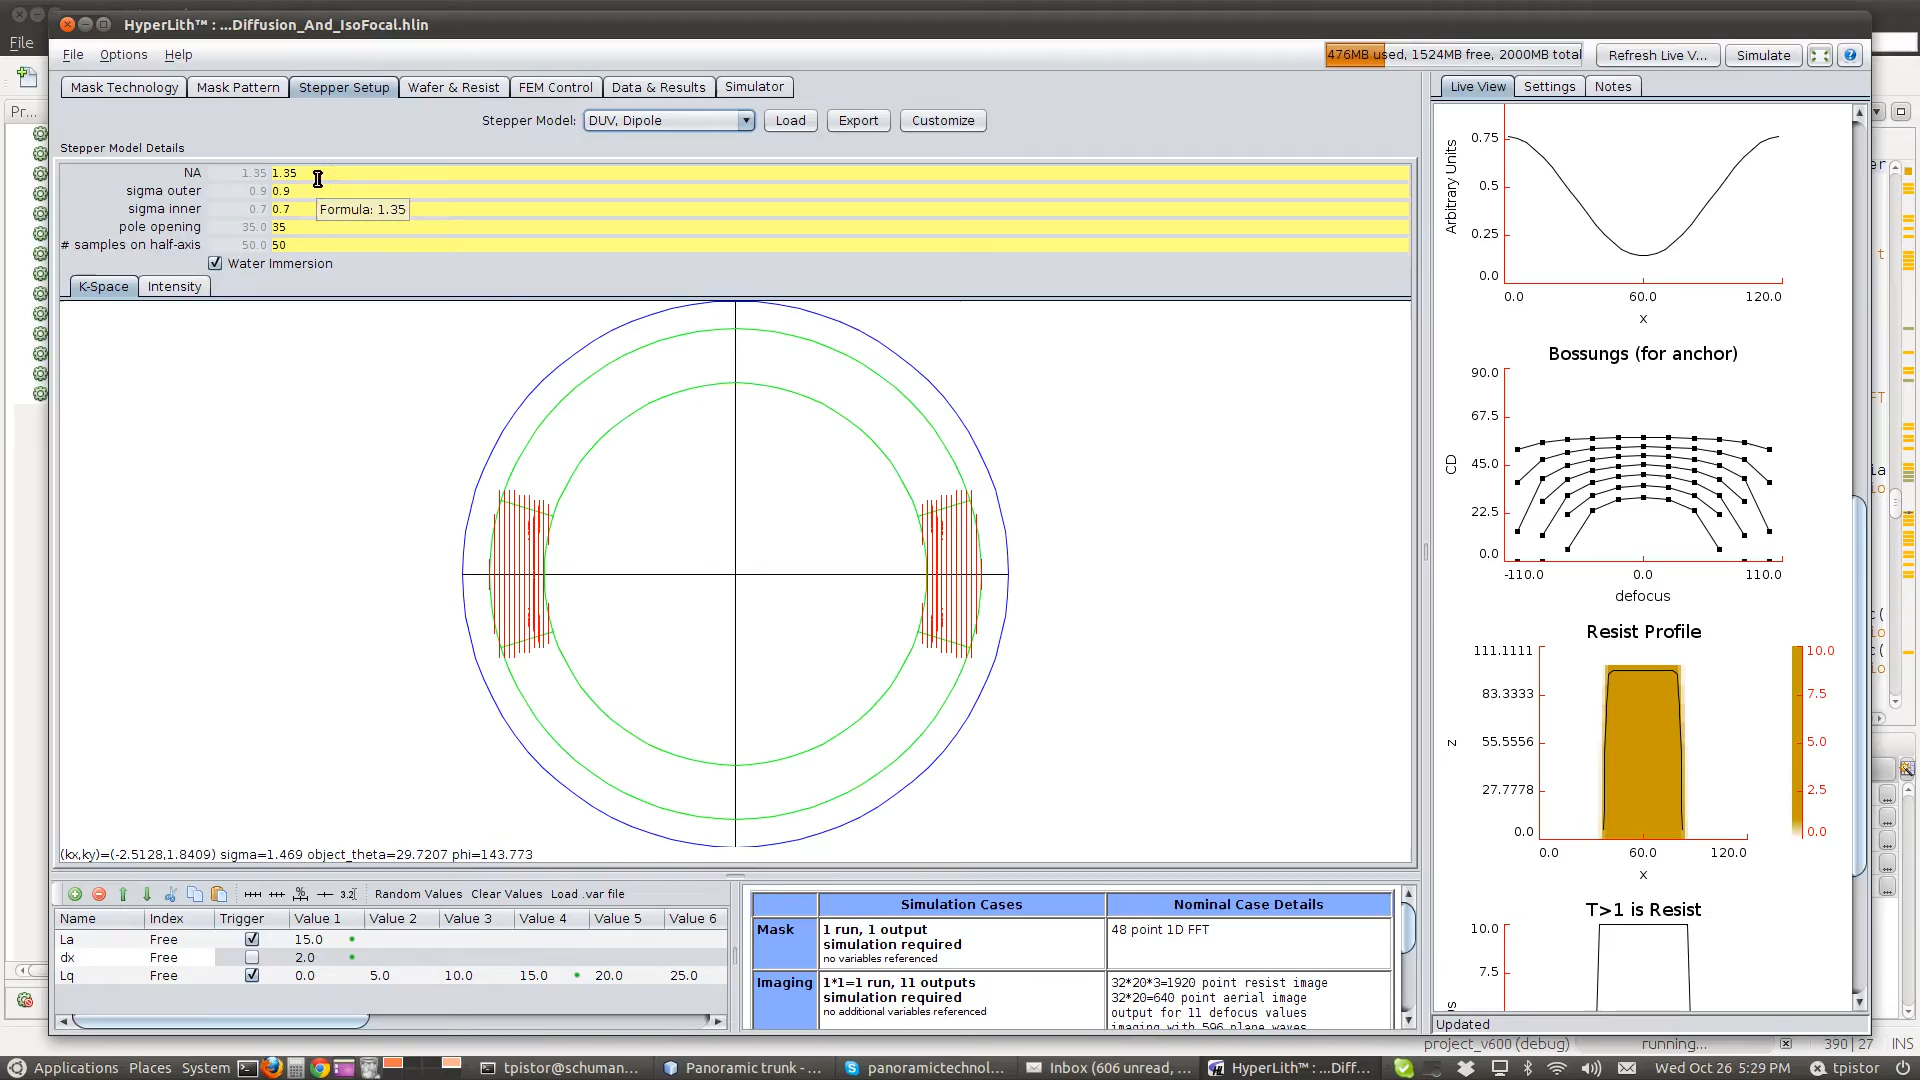 HyperLith™ : ...Diffusion_And_IsoFocal.hlin
File
File Options Help
476MB used, 1524MB free, 2000MB total
Refresh Live V... Simulate
Mask Technology Mask Pattern Stepper Setup Wafer & Resist FEM Control Data & Results Simulator
Live View Settings Notes
Pr...
Stepper Model: DUV, Dipole Load Export Customize
Stepper Model Details
NA 1.35 1.35
sigma outer 0.9 0.9
sigma inner 0.7 0.7
Formula: 1.35
pole opening 35.0 35
# samples on half-axis 50.0 50
Water Immersion
K-Space Intensity
(kx,ky)=(-2.5128,1.8409) sigma=1.469 object_theta=29.7207 phi=143.773
0.75
0.5
0.25
0.0
Arbitrary Units
0.0 60.0 120.0
x
Bossungs (for anchor)
90.0
67.5
45.0
22.5
0.0
CD
-110.0 0.0 110.0
defocus
Resist Profile
111.1111
83.3333
55.5556
27.7778
0.0
z
10.0
7.5
5.0
2.5
0.0
0.0 60.0 120.0
x
T>1 is Resist
10.0
7.5
Updated
Random Values Clear Values Load .var file
Name Index Trigger Value 1 Value 2 Value 3 Value 4 Value 5 Value 6
La Free 15.0
dx Free 2.0
Lq Free 0.0 5.0 10.0 15.0 20.0 25.0
Simulation Cases Nominal Case Details
Mask
1 run, 1 output
simulation required
no variables referenced
48 point 1D FFT
Imaging
1*1=1 run, 11 outputs
simulation required
no additional variables referenced
32*20*3=1920 point resist image
32*20=640 point aerial image
output for 11 defocus values
imaging with 596 plane waves
project_v600 (debug) running... 390 | 27 INS
Applications Places System
tpistor@schuman... Panoramic trunk - ... panoramictechnol... Inbox (606 unread, ... HyperLith™ : ...Diff...
Wed Oct 26 5:29 PM tpistor